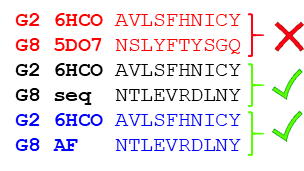 G2 6HCO AVLSFHNICY
G8 5DO7 NSLYFTYSGQ
G2 6HCO AVLSFHNICY
G8 seq NTLEVRDLNY
G2 6HCO AVLSFHNICY
G8 AF NTLEVRDLNY